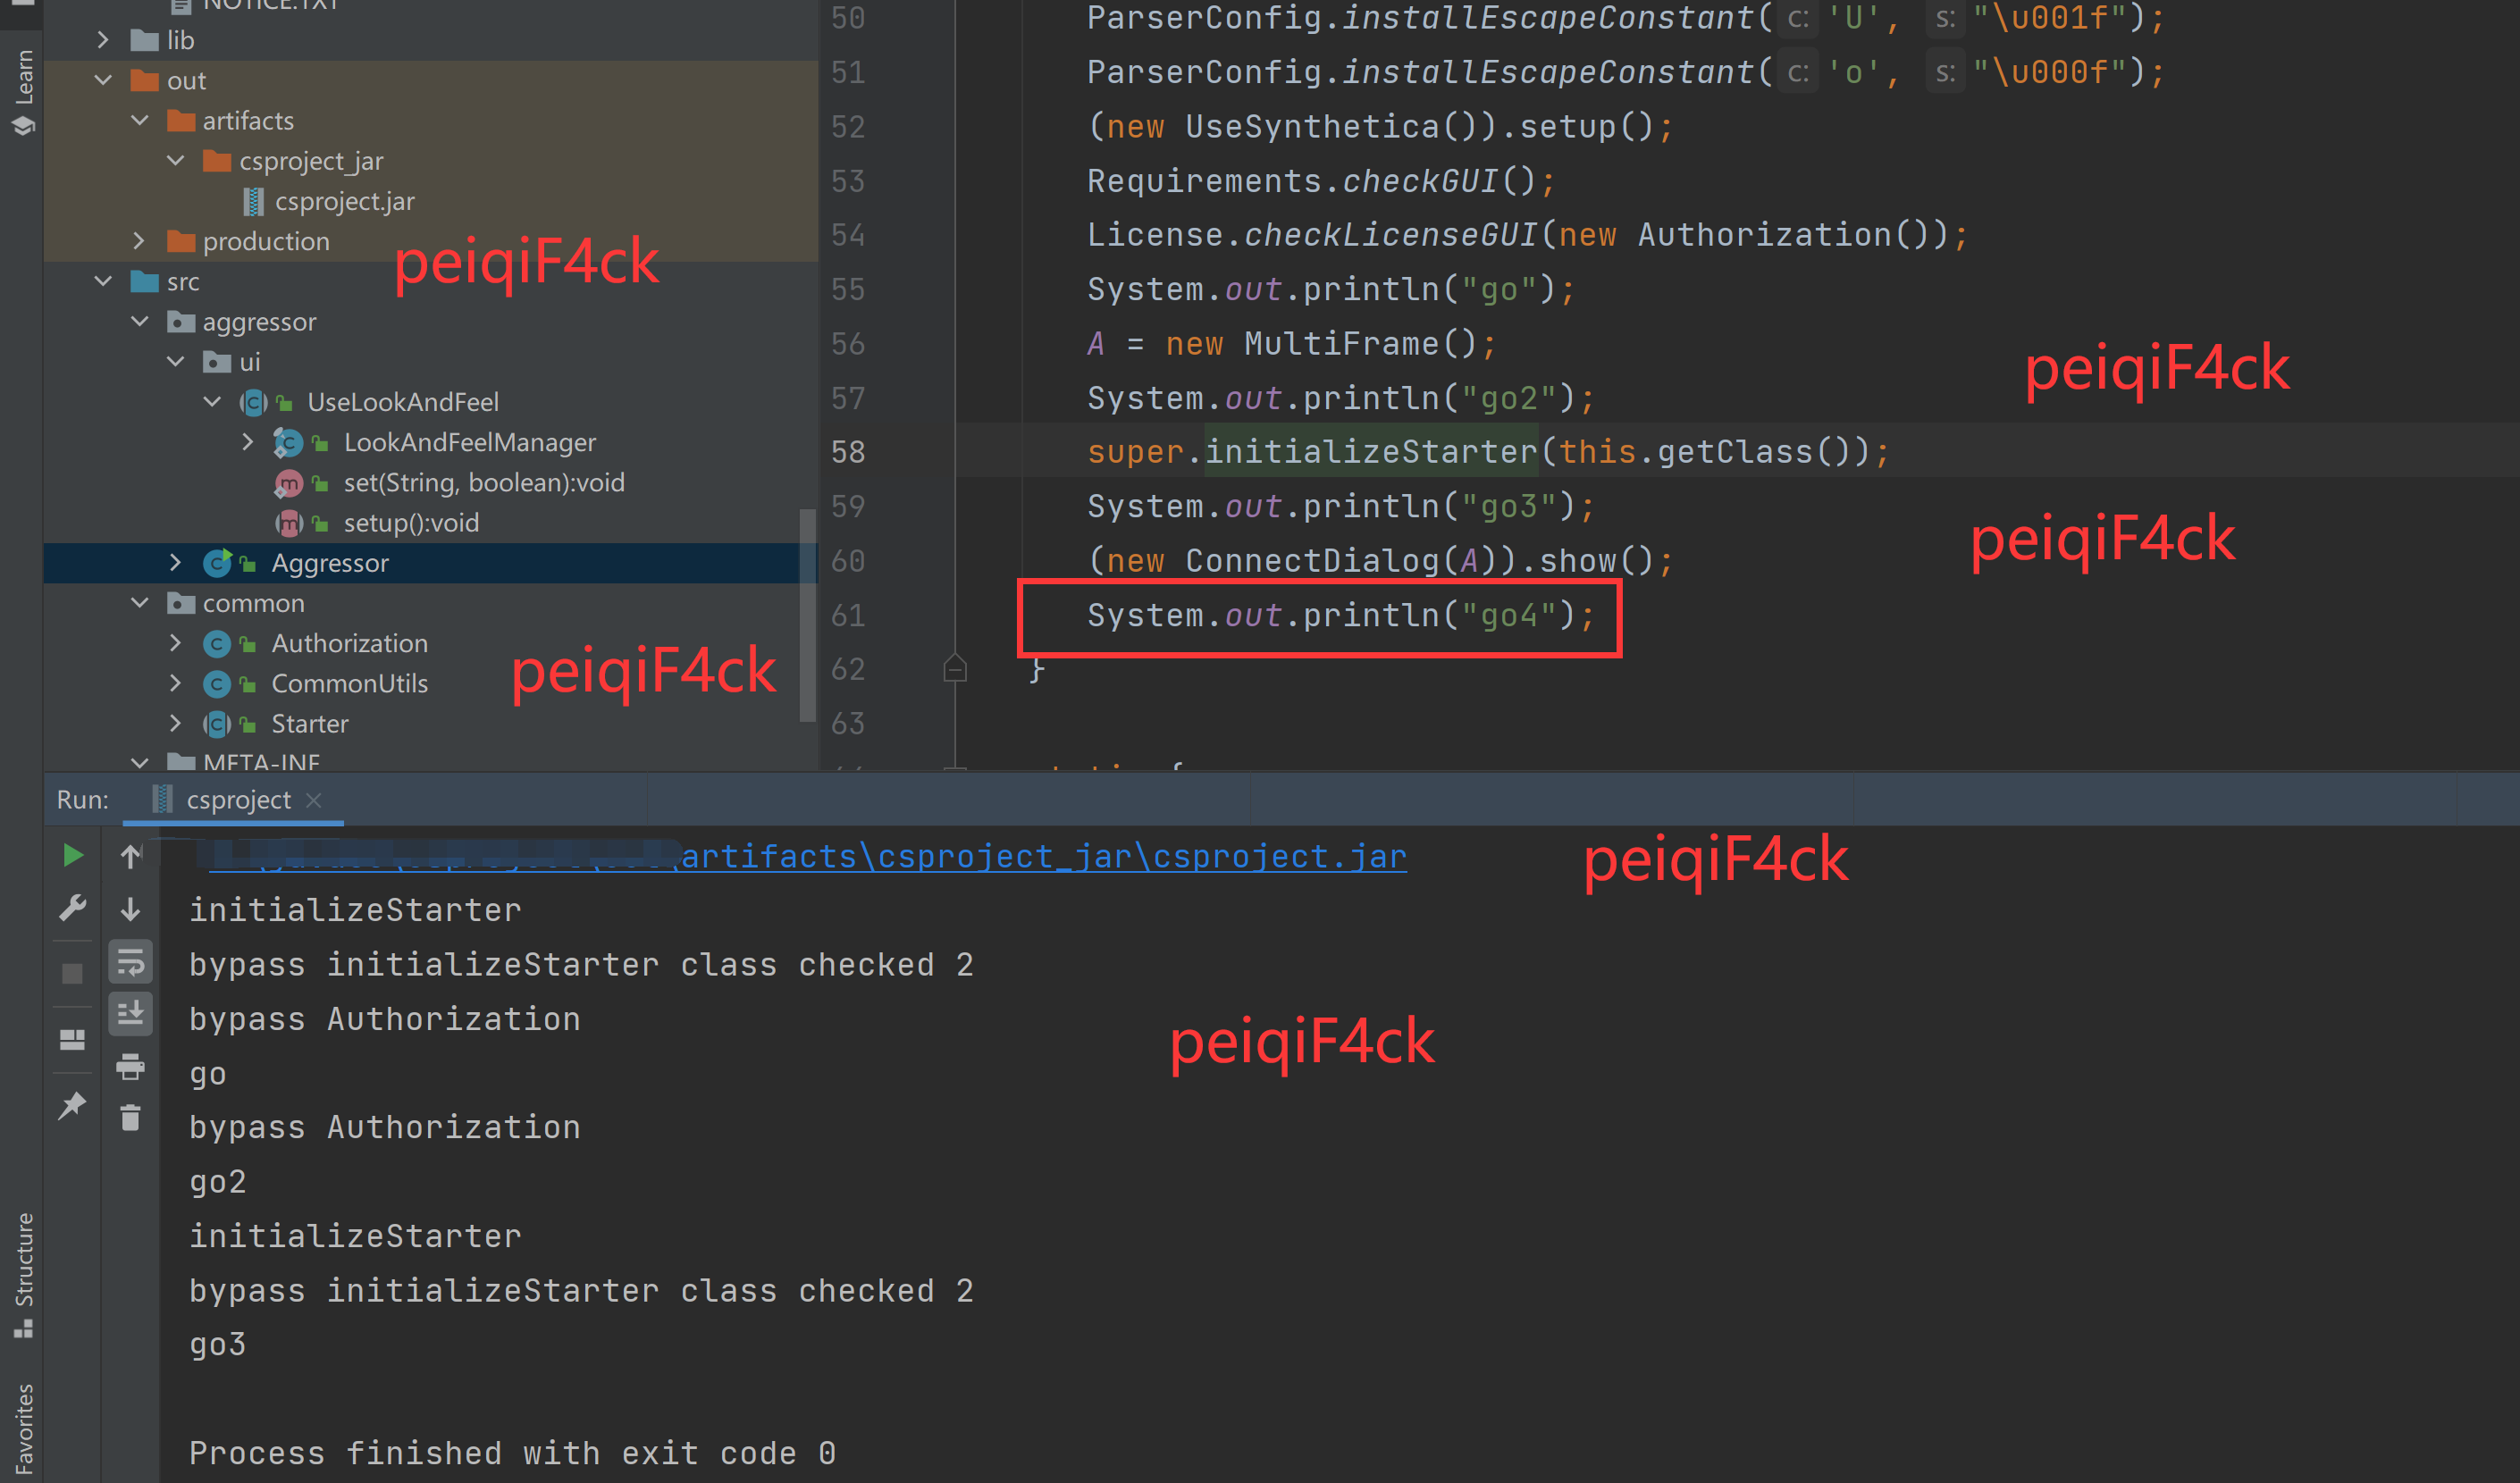 NOTICE.TXT
lib
out
artifacts
csproject_jar
csproject.jar
production
peiqiF4ck
src
aggressor
ui
UseLookAndFeel
LookAndFeelManager
set(String, boolean):void
setup():void
Aggressor
common
Authorization
CommonUtils
peiqiF4ck
Starter
META-INF
Learn
Structure
Favorites
50 ParserConfig.installEscapeConstant( c: 'U', s: "\u001f");
51 ParserConfig.installEscapeConstant( c: 'o', s: "\u000f");
52 (new UseSynthetica()).setup();
53 Requirements.checkGUI();
54 License.checkLicenseGUI(new Authorization());
55 System.out.println("go");
56 A = new MultiFrame();
peiqiF4ck
57 System.out.println("go2");
58 super.initializeStarter(this.getClass());
59 System.out.println("go3");
peiqiF4ck
60 (new ConnectDialog(A)).show();
61 System.out.println("go4");
62 }
63
Run: csproject
artifacts\csproject_jar\csproject.jar
peiqiF4ck
initializeStarter
bypass initializeStarter class checked 2
bypass Authorization
peiqiF4ck
go
bypass Authorization
go2
initializeStarter
bypass initializeStarter class checked 2
go3
Process finished with exit code 0